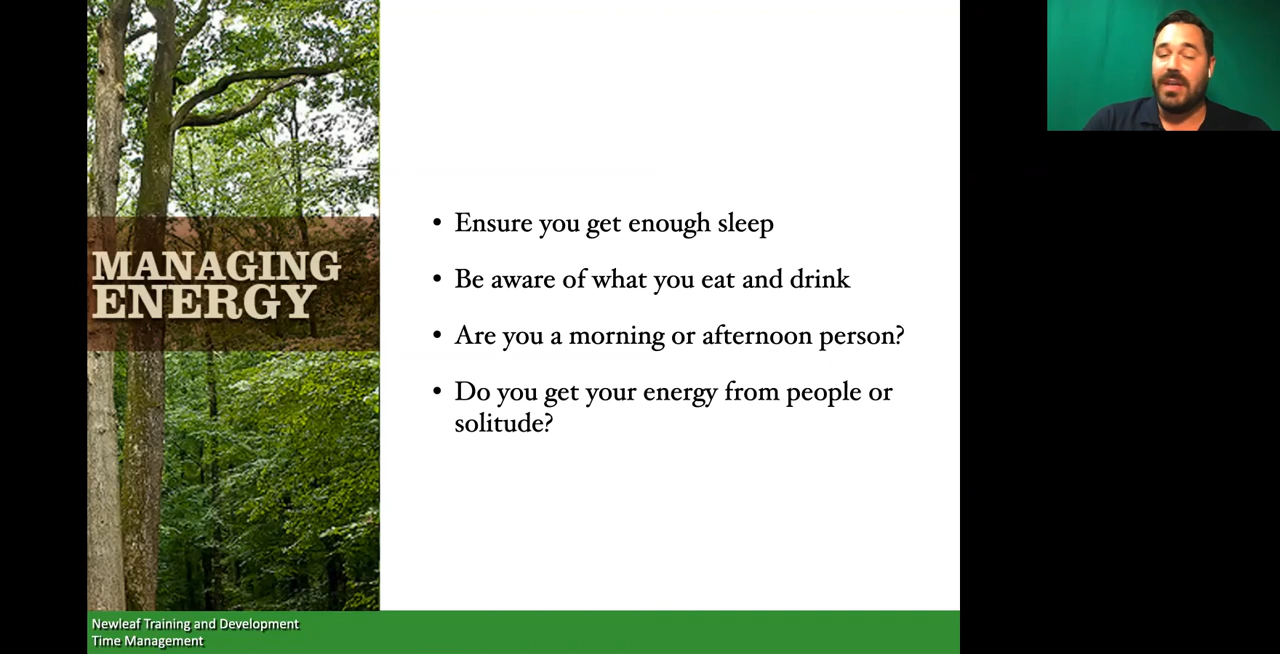 MANAGING
ENERGY
• Ensure you get enough sleep
• Be aware of what you eat and drink
• Are you a morning or afternoon person?
• Do you get your energy from people or
solitude?
Newleaf Training and Development
Time Management